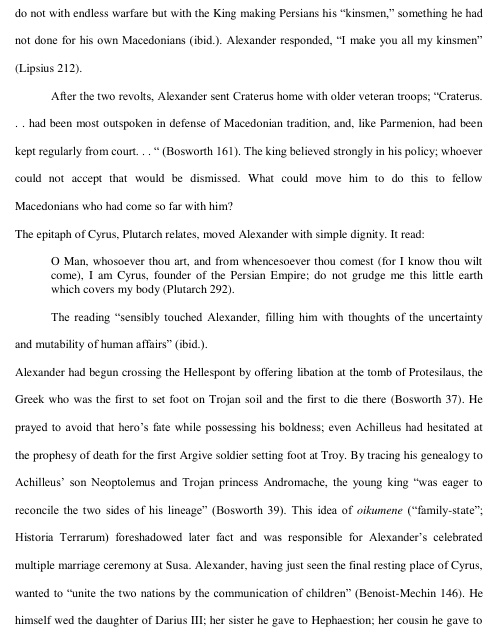 do not with endless warfare but with the King making Persians his “kinsmen,” something he had
not done for his own Macedonians (ibid.). Alexander responded, “I make you all my kinsmen”
(Lipsius 212).
After the two revolts, Alexander sent Craterus home with older veteran troops; “Craterus.
. . had been most outspoken in defense of Macedonian tradition, and, like Parmenion, had been
kept regularly from court. . . “ (Bosworth 161). The king believed strongly in his policy; whoever
could not accept that would be dismissed. What could move him to do this to fellow
Macedonians who had come so far with him?
The epitaph of Cyrus, Plutarch relates, moved Alexander with simple dignity. It read:
O Man, whosoever thou art, and from whencesoever thou comest (for I know thou wilt
come), I am Cyrus, founder of the Persian Empire; do not grudge me this little earth
which covers my body (Plutarch 292).
The reading “sensibly touched Alexander, filling him with thoughts of the uncertainty
and mutability of human affairs” (ibid.).
Alexander had begun crossing the Hellespont by offering libation at the tomb of Protesilaus, the
Greek who was the first to set foot on Trojan soil and the first to die there (Bosworth 37). He
prayed to avoid that hero’s fate while possessing his boldness; even Achilleus had hesitated at
the prophesy of death for the first Argive soldier setting foot at Troy. By tracing his genealogy to
Achilleus’ son Neoptolemus and Trojan princess Andromache, the young king “was eager to
reconcile the two sides of his lineage” (Bosworth 39). This idea of oikumene (“family-state”;
Historia Terrarum) foreshadowed later fact and was responsible for Alexander’s celebrated
multiple marriage ceremony at Susa. Alexander, having just seen the final resting place of Cyrus,
wanted to “unite the two nations by the communication of children” (Benoist-Mechin 146). He
himself wed the daughter of Darius III; her sister he gave to Hephaestion; her cousin he gave to